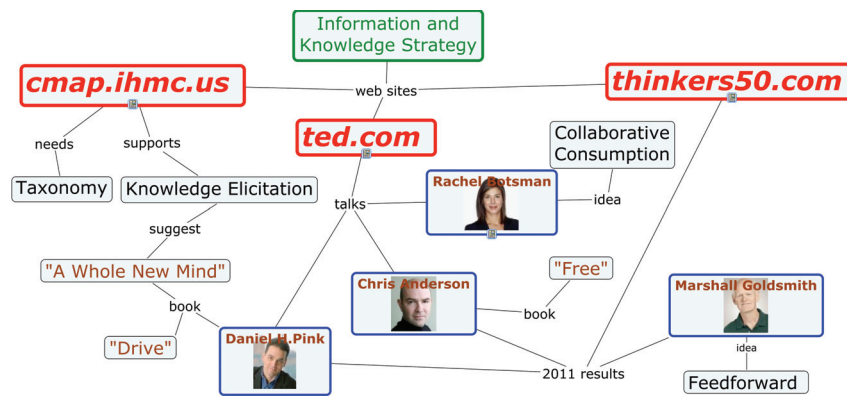 Information and
Knowledge Strategy
cmap.ihmc.us
web sites
thinkers50.com
ted.com
Collaborative
Consumption
needs
supports
Taxonomy
Knowledge Elicitation
Rachel Botsman
talks
idea
suggest
"A Whole New Mind"
"Free"
Chris Anderson
Marshall Goldsmith
book
book
"Drive"
Daniel H.Pink
idea
2011 results
Feedforward